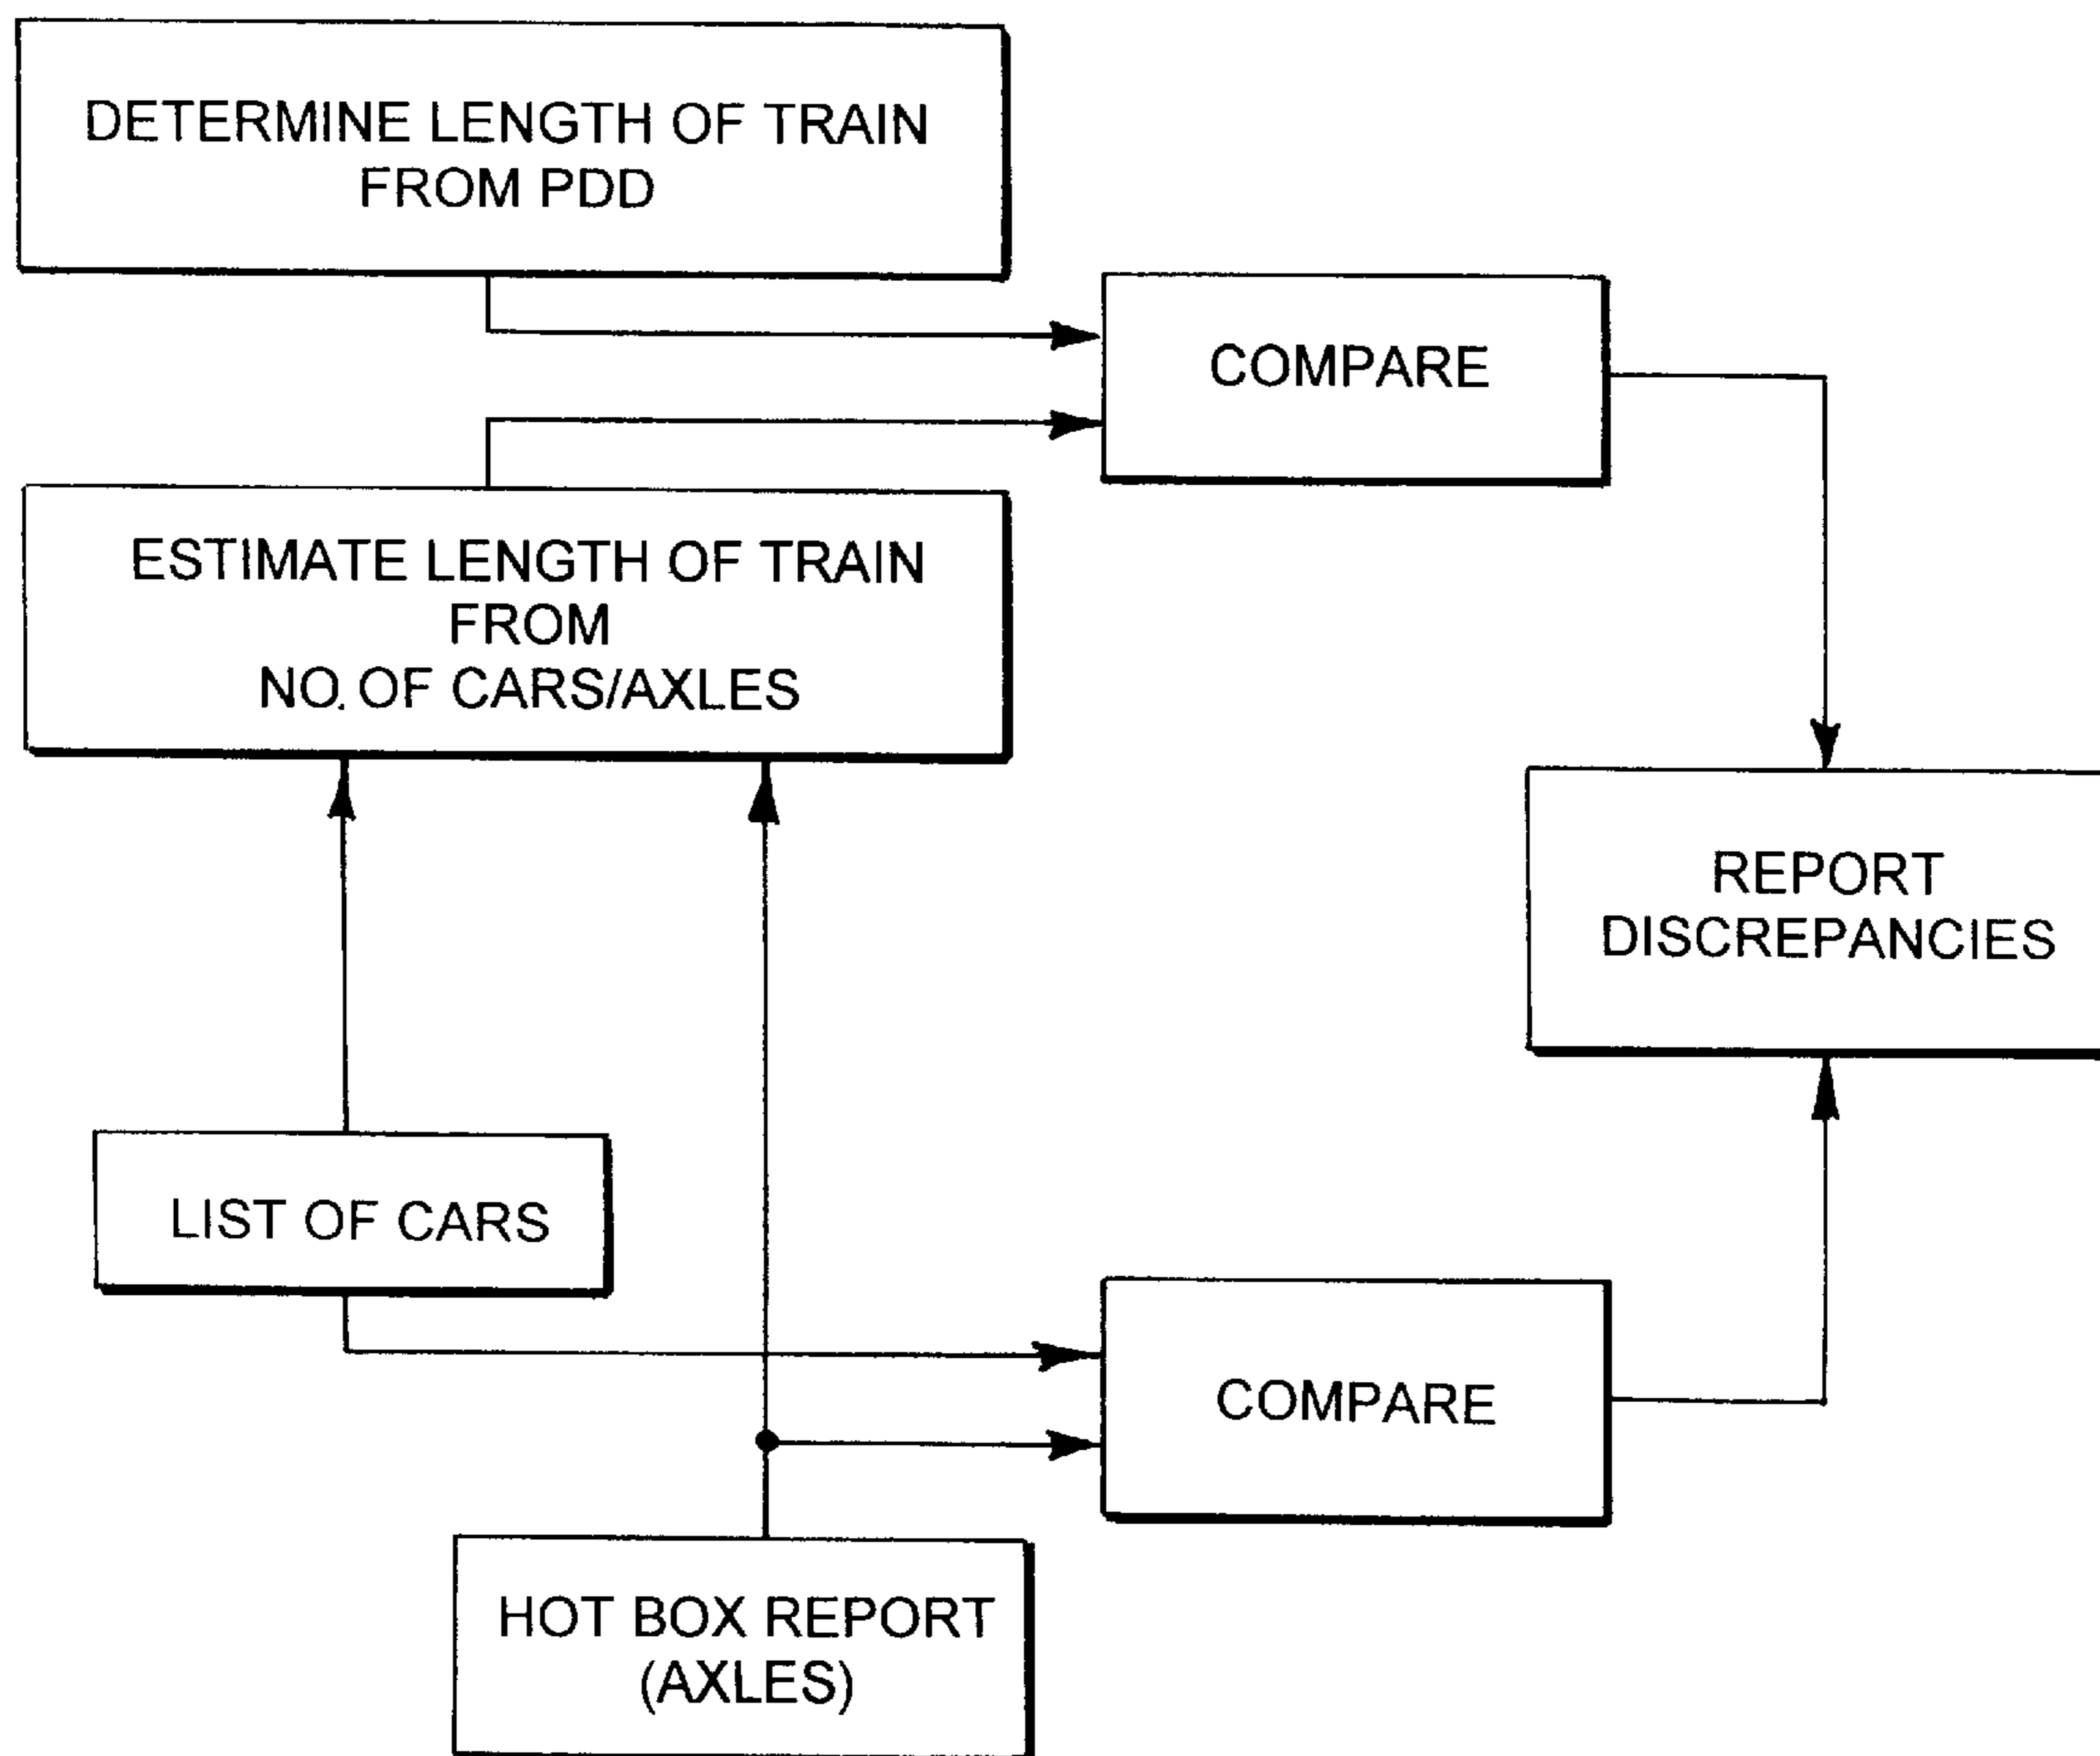 DETERMINE LENGTH OF TRAIN
FROM PDD
COMPARE
ESTIMATE LENGTH OF TRAIN
FROM
NO. OF CARS/AXLES
REPORT
DISCREPANCIES
LIST OF CARS
COMPARE
HOT BOX REPORT
(AXLES)